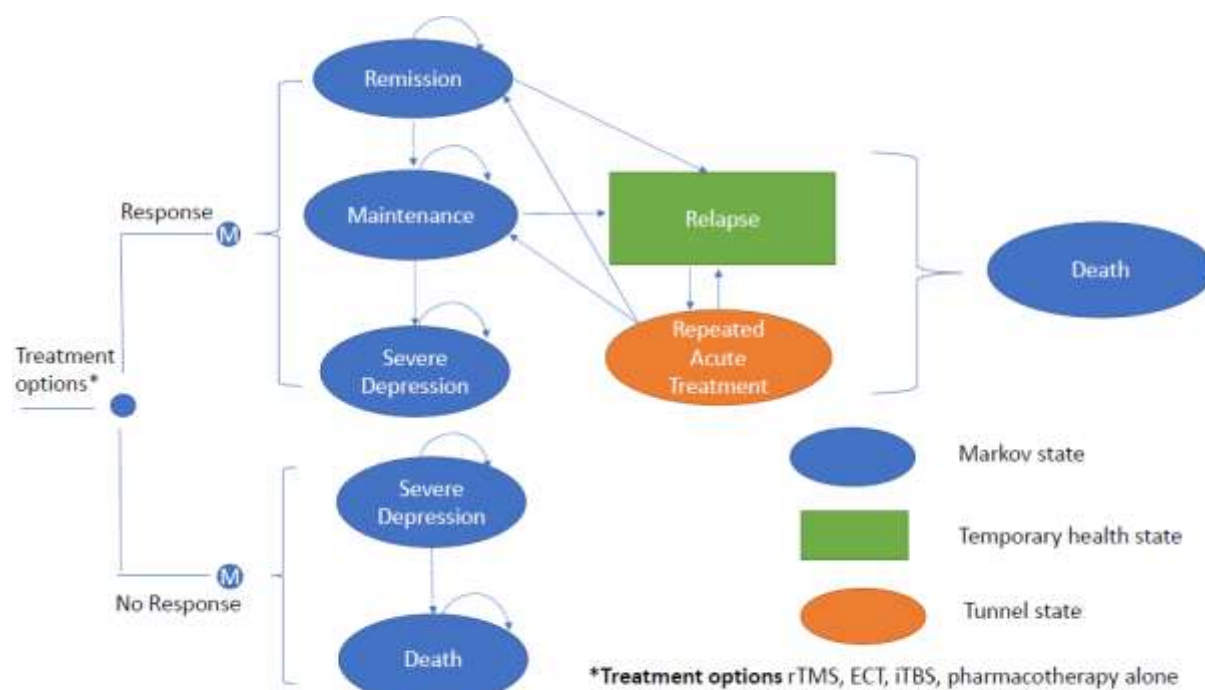 Remission
Maintenance
Response
M
Relapse
Death
Severe
Depression
Repeated
Acute
Treatment
Treatment
options*
Severe
Depression
M
No Response
Death
Markov state
Temporary health state
Tunnel state
*Treatment options rTMS, ECT, iTBS, pharmacotherapy alone